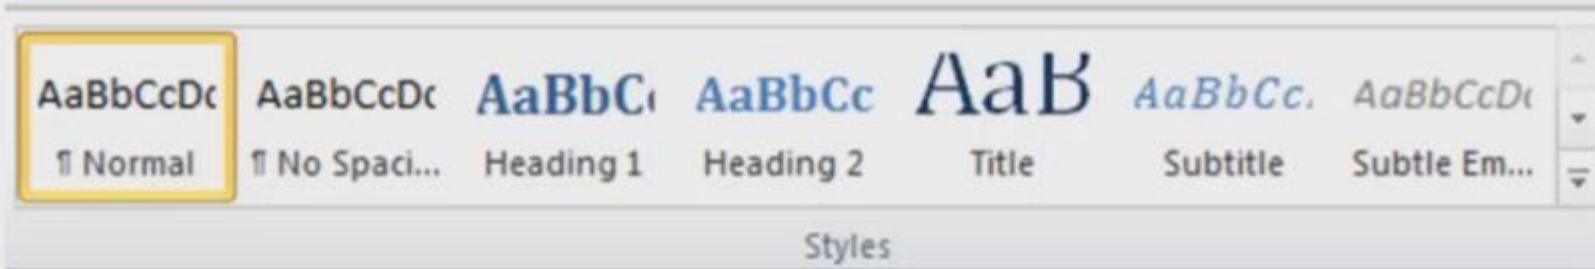 AaBbCcDc AaBbCcDc AaBbC AaBbCc AaB AaBbCc. AaBbCcDc
¶ Normal ¶ No Spaci... Heading 1 Heading 2 Title Subtitle Subtle Em...
Styles